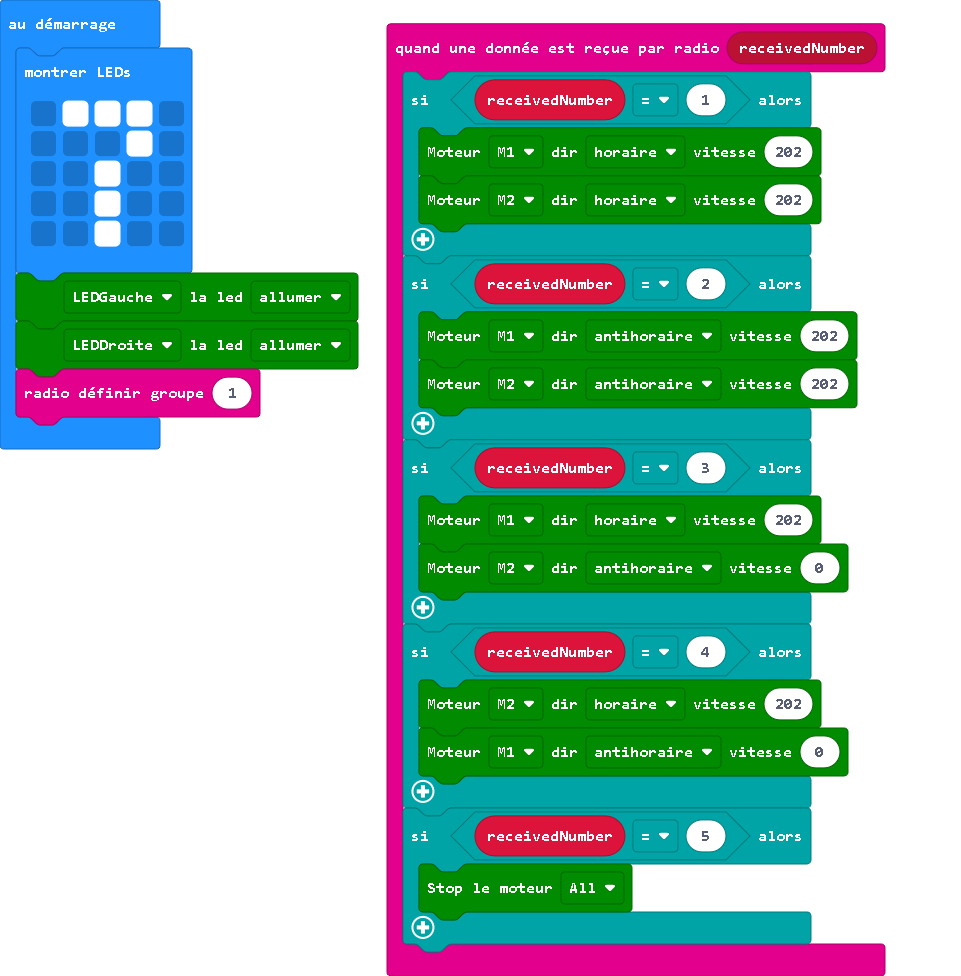 au démarrage
montrer LEDs
LEDGauche la led allumer
LEDDroite la led allumer
radio définir groupe 1
quand une donnée est reçue par radio receivedNumber
si receivedNumber = 1 alors
Moteur M1 dir horaire vitesse 202
Moteur M2 dir horaire vitesse 202
si receivedNumber = 2 alors
Moteur M1 dir antihoraire vitesse 202
Moteur M2 dir antihoraire vitesse 202
si receivedNumber = 3 alors
Moteur M1 dir horaire vitesse 202
Moteur M2 dir antihoraire vitesse 0
si receivedNumber = 4 alors
Moteur M2 dir horaire vitesse 202
Moteur M1 dir antihoraire vitesse 0
si receivedNumber = 5 alors
Stop le moteur All